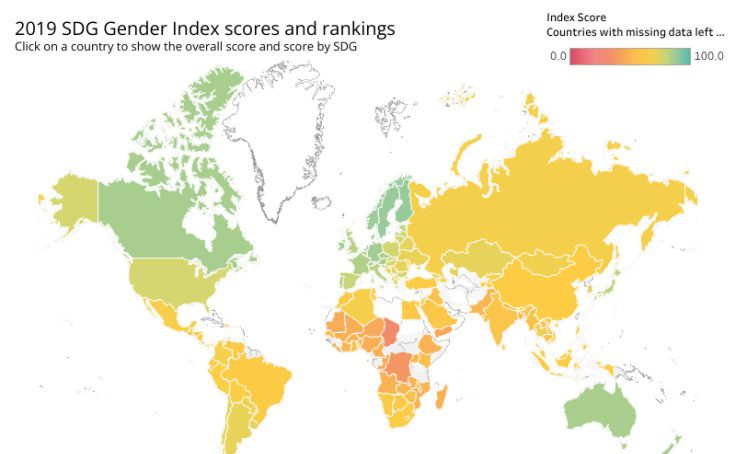 2019 SDG Gender Index scores and rankings
Click on a country to show the overall score and score by SDG
Index Score
Countries with missing data left ...
0.0 100.0